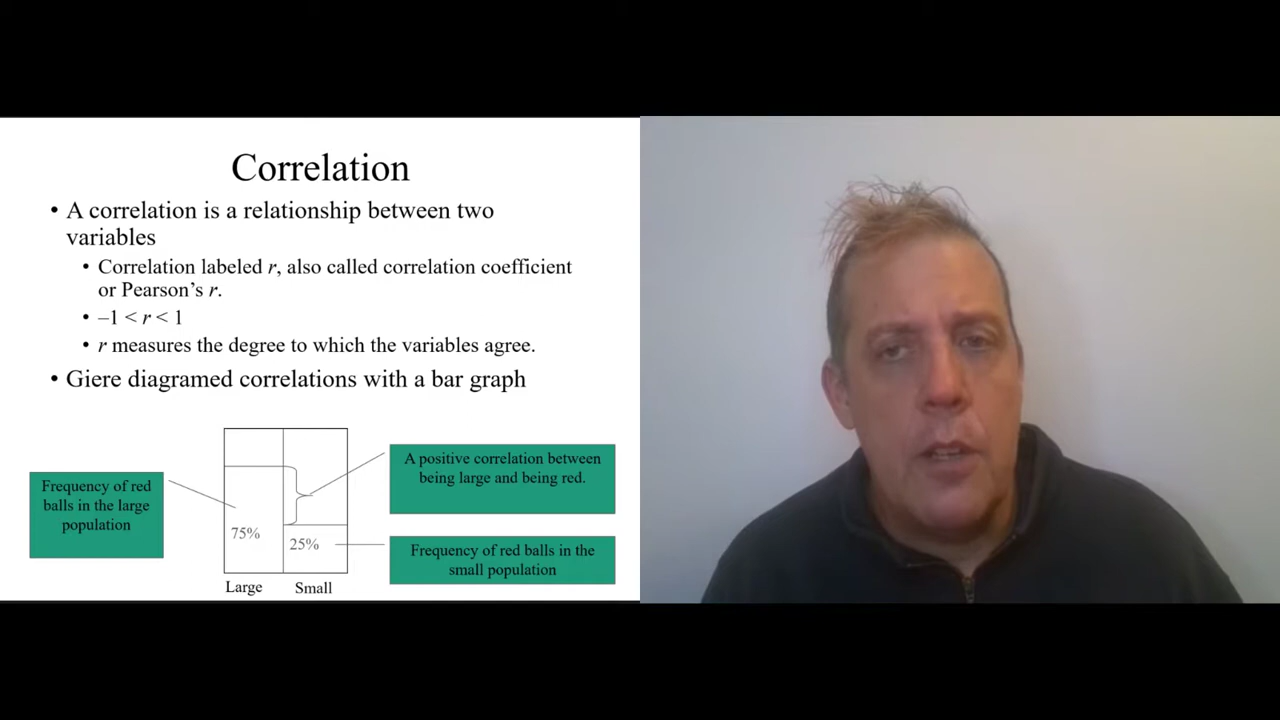 Correlation
• A correlation is a relationship between two
variables
• Correlation labeled r, also called correlation coefficient
or Pearson’s r.
• –1 < r < 1
• r measures the degree to which the variables agree.
• Giere diagramed correlations with a bar graph
Frequency of red
balls in the large
population
75%
25%
Large
Small
A positive correlation between
being large and being red.
Frequency of red balls in the
small population